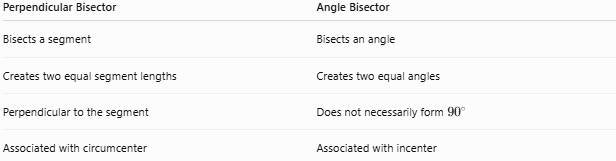 Perpendicular Bisector Angle Bisector
Bisects a segment Bisects an angle
Creates two equal segment lengths Creates two equal angles
Perpendicular to the segment Does not necessarily form 90°
Associated with circumcenter Associated with incenter